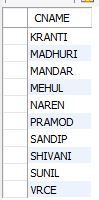 CNAME
KRANTI
MADHURI
MANDAR
MEHUL
NAREN
PRAMOD
SANDIP
SHIVANI
SUNIL
VRCE